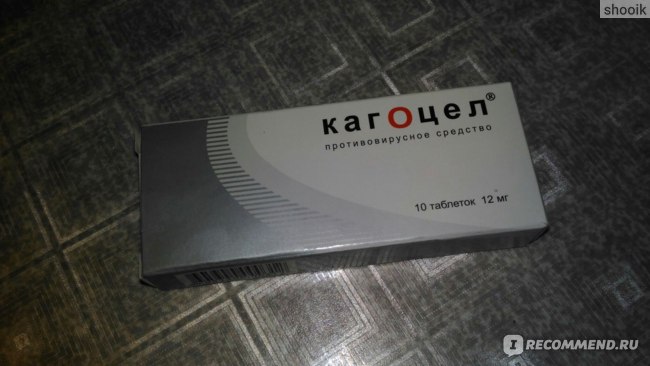 shooik
кагоцел®
противовирусное средство
10 таблеток 12 мг
I RECOMMEND.RU